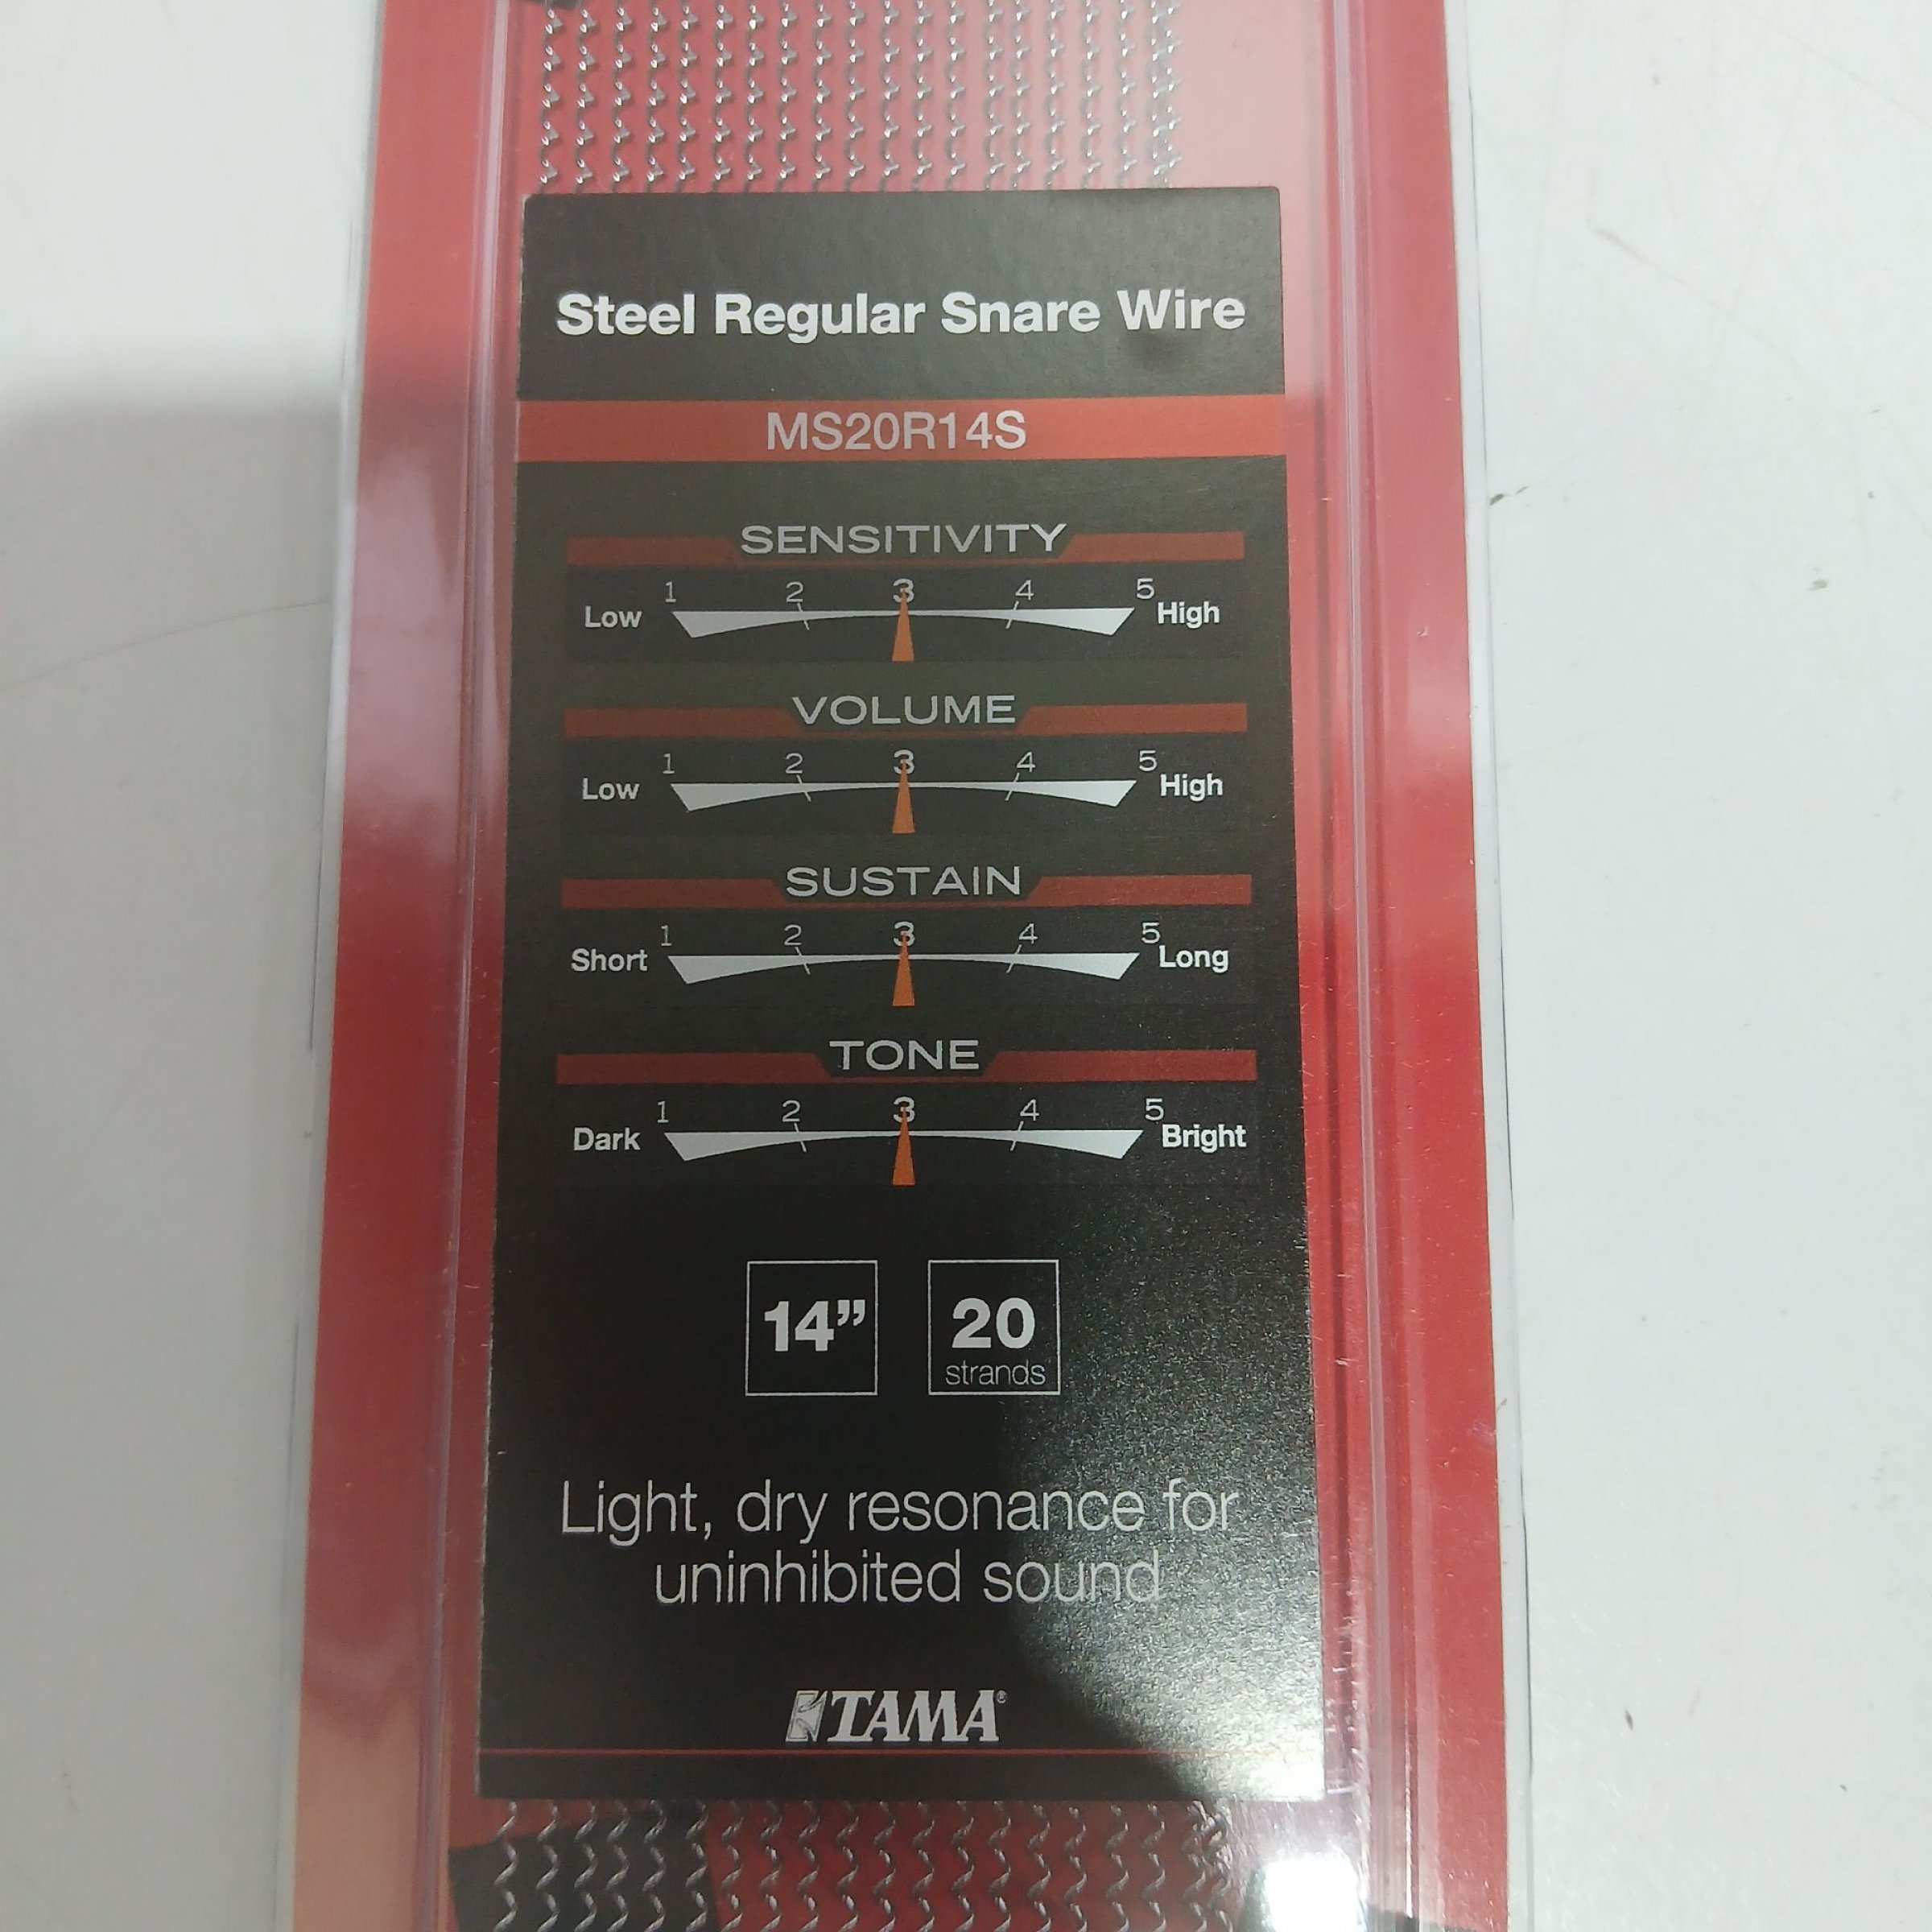 Steel Regular Snare Wire
MS20R14S
SENSITIVITY
1 2 3 4 5
Low High
VOLUME
1 2 3 4 5
Low High
SUSTAIN
1 2 3 4 5
Short Long
TONE
1 2 3 4 5
Dark Bright
14” 20
strands
Light, dry resonance for
uninhibited sound
TAMA®